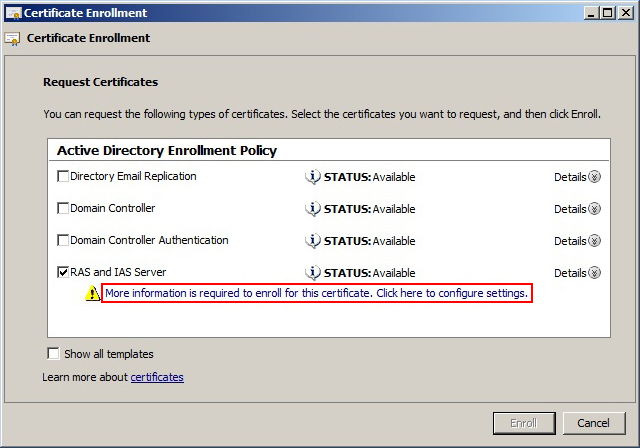 Certificate Enrollment
Certificate Enrollment
Request Certificates
You can request the following types of certificates. Select the certificates you want to request, and then click Enroll.
Active Directory Enrollment Policy
Directory Email Replication STATUS: Available Details
Domain Controller STATUS: Available Details
Domain Controller Authentication STATUS: Available Details
RAS and IAS Server STATUS: Available Details
More information is required to enroll for this certificate. Click here to configure settings.
Show all templates
Learn more about certificates
Enroll Cancel